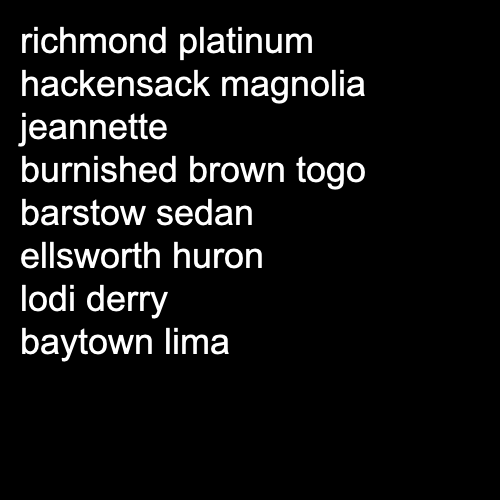 richmond platinum
hackensack magnolia
jeannette
burnished brown togo
barstow sedan
ellsworth huron
lodi derry
baytown lima